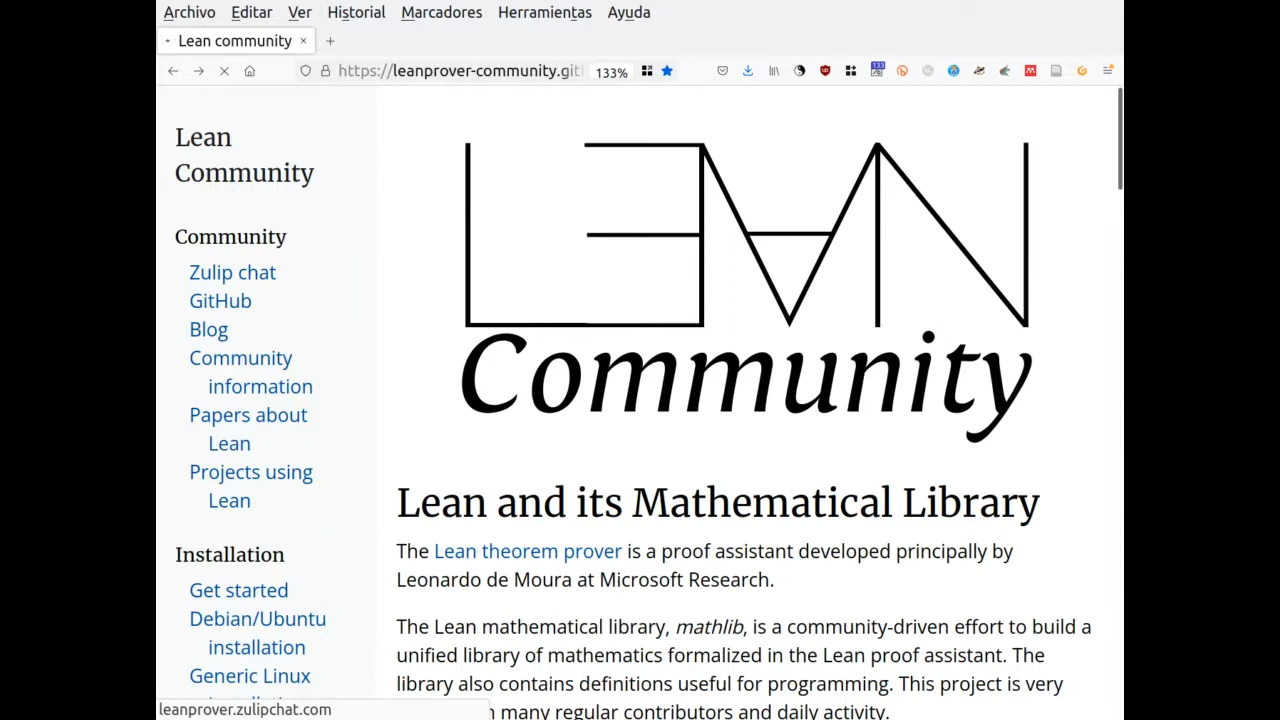 Archivo Editar Ver Historial Marcadores Herramientas Ayuda
Lean community
https://leanprover-community.git
133%
133
Lean
Community
Community
Zulip chat
GitHub
Blog
Community
information
Papers about
Lean
Projects using
Lean
Installation
Get started
Debian/Ubuntu
installation
Generic Linux
leanprover.zulipchat.com
LEAN
Community
Lean and its Mathematical Library
The Lean theorem prover is a proof assistant developed principally by
Leonardo de Moura at Microsoft Research.
The Lean mathematical library, mathlib, is a community-driven effort to build a
unified library of mathematics formalized in the Lean proof assistant. The
library also contains definitions useful for programming. This project is very
many regular contributors and daily activity.